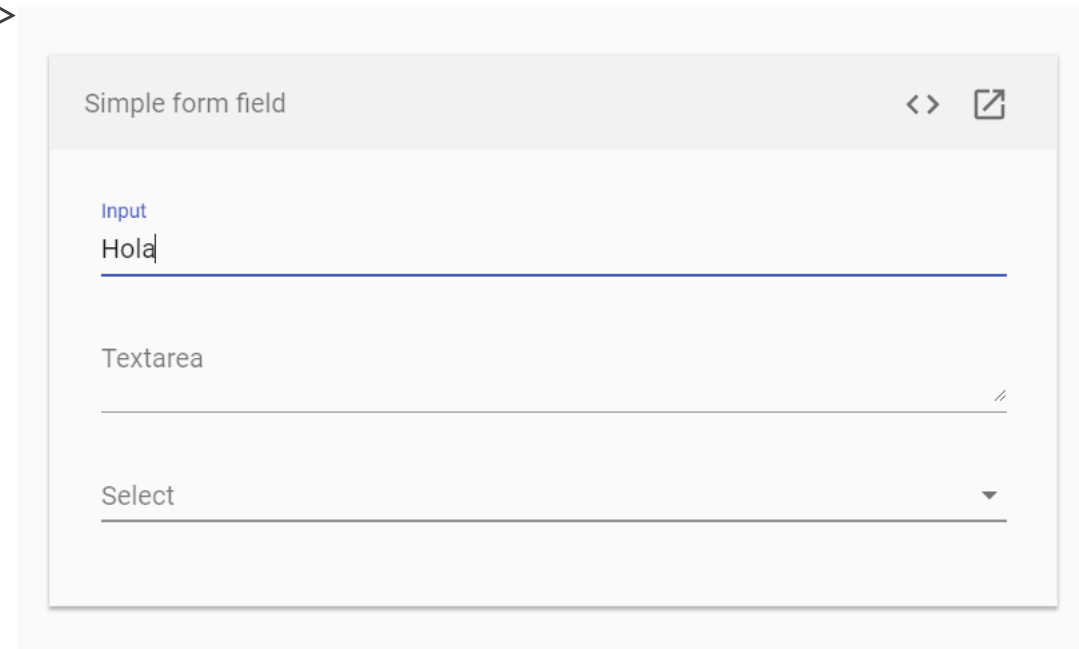 >
Simple form field <>
Input
Hola
Textarea
Select